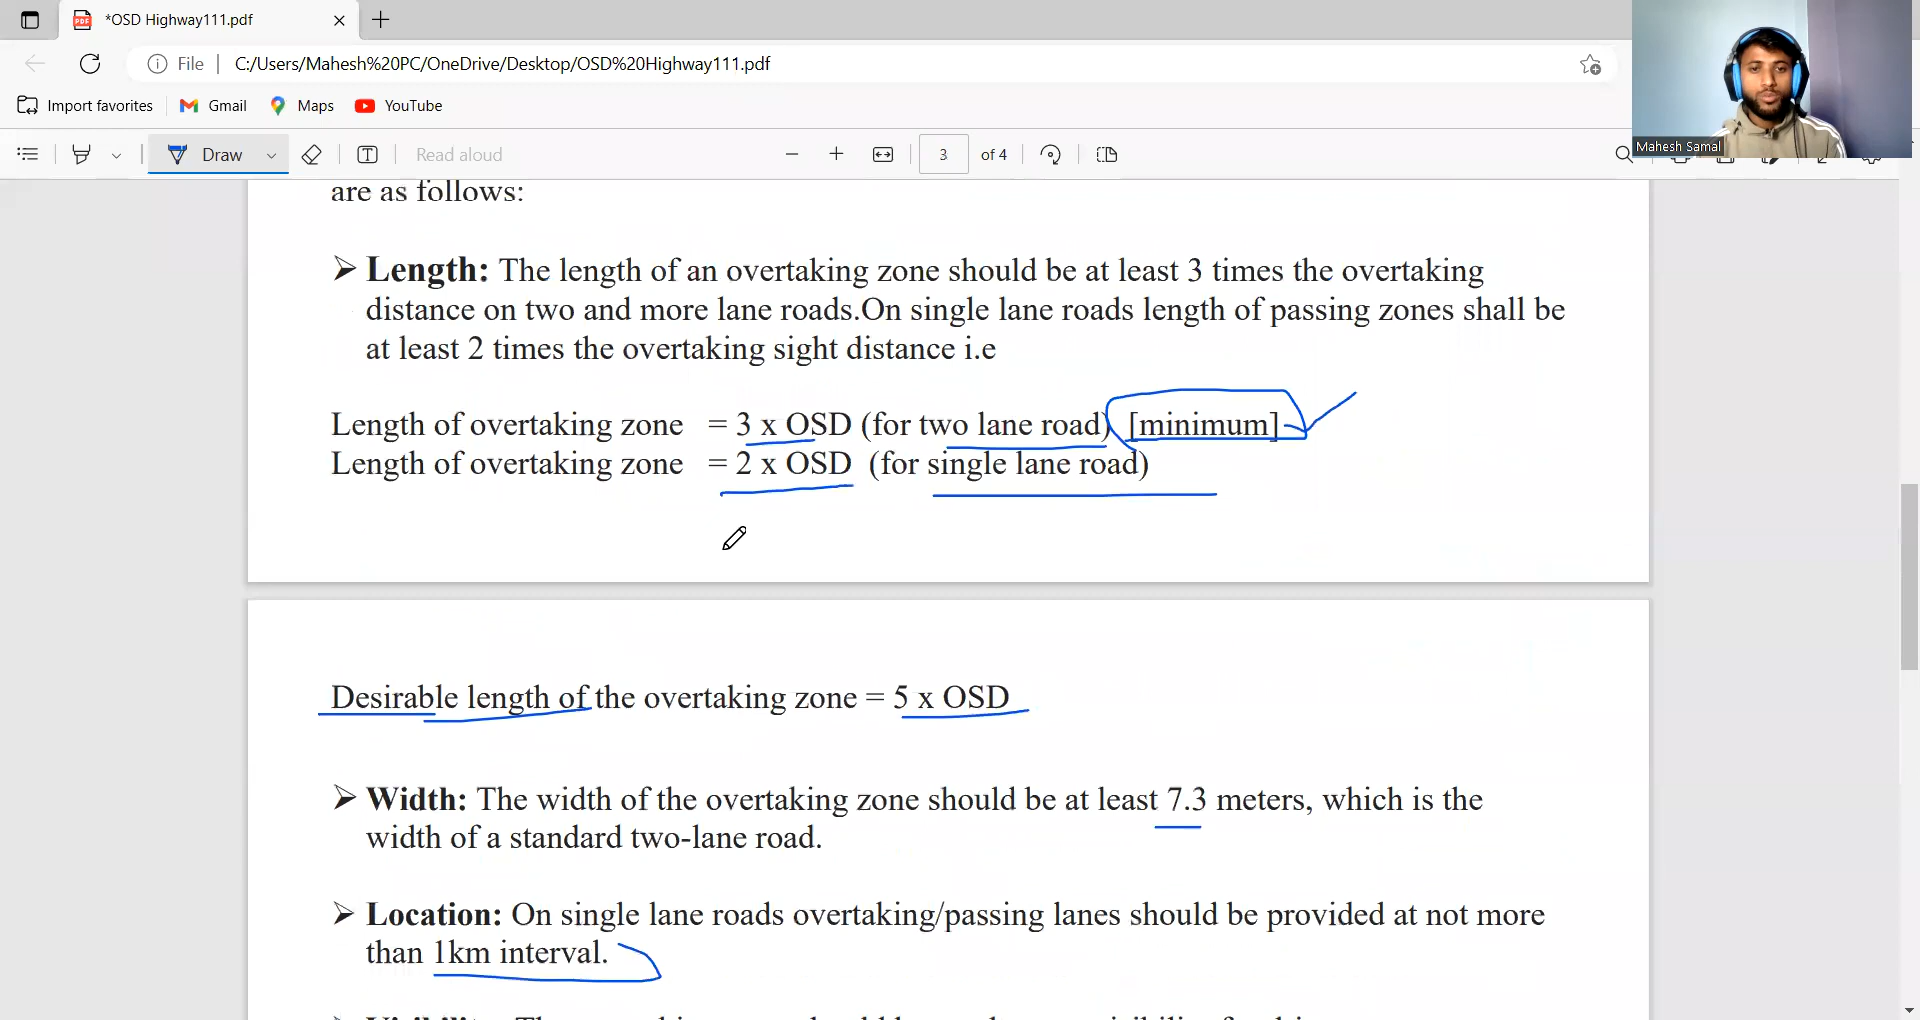 *OSD Highway111.pdf
File
C:/Users/Mahesh%20PC/OneDrive/Desktop/OSD%20Highway111.pdf
Import favorites
Gmail
Maps
YouTube
Draw
Read aloud
3
of 4
Mahesh Samal
are as follows:
➢ Length: The length of an overtaking zone should be at least 3 times the overtaking
distance on two and more lane roads.On single lane roads length of passing zones shall be
at least 2 times the overtaking sight distance i.e
Length of overtaking zone = 3 x OSD (for two lane road) [minimum]
Length of overtaking zone = 2 x OSD (for single lane road)
Desirable length of the overtaking zone = 5 x OSD
➢ Width: The width of the overtaking zone should be at least 7.3 meters, which is the
width of a standard two-lane road.
➢ Location: On single lane roads overtaking/passing lanes should be provided at not more
than 1km interval.